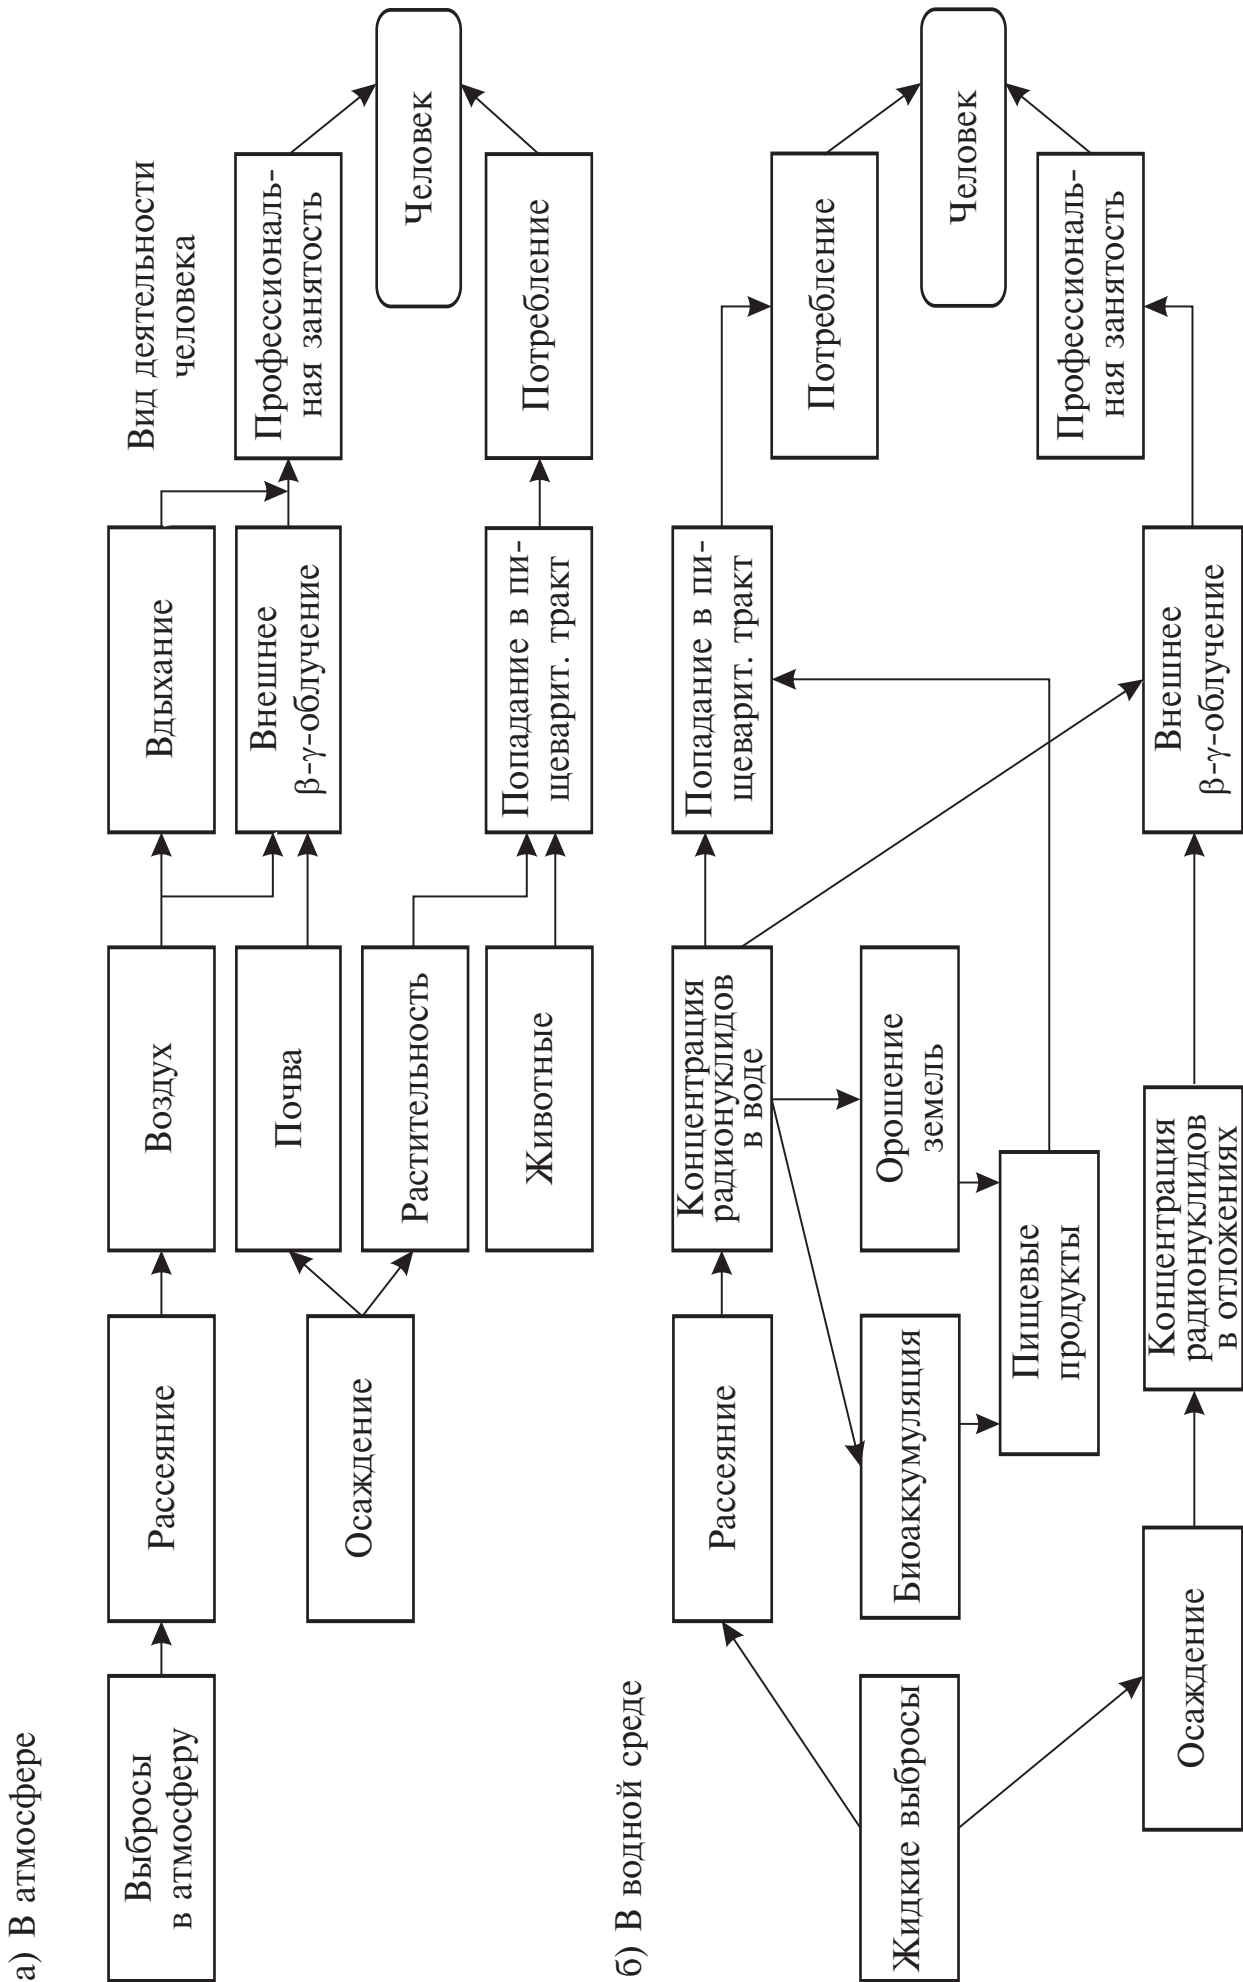 а) В атмосфере
Выбросы
в атмосферу
Рассеяние
Осаждение
Воздух
Почва
Растительность
Животные
Вдыхание
Внешнее
β-γ-облучение
Попадание в пи-
щеварит. тракт
Вид деятельности
человека
Профессиональ-
ная занятость
Потребление
Человек
б) В водной среде
Жидкие выбросы
Рассеяние
Осаждение
Биоаккумуляция
Концентрация
радионуклидов
в воде
Орошение
земель
Пищевые
продукты
Концентрация
радионуклидов
в отложениях
Попадание в пи-
щеварит. тракт
Внешнее
β-γ-облучение
Потребление
Профессиональ-
ная занятость
Человек